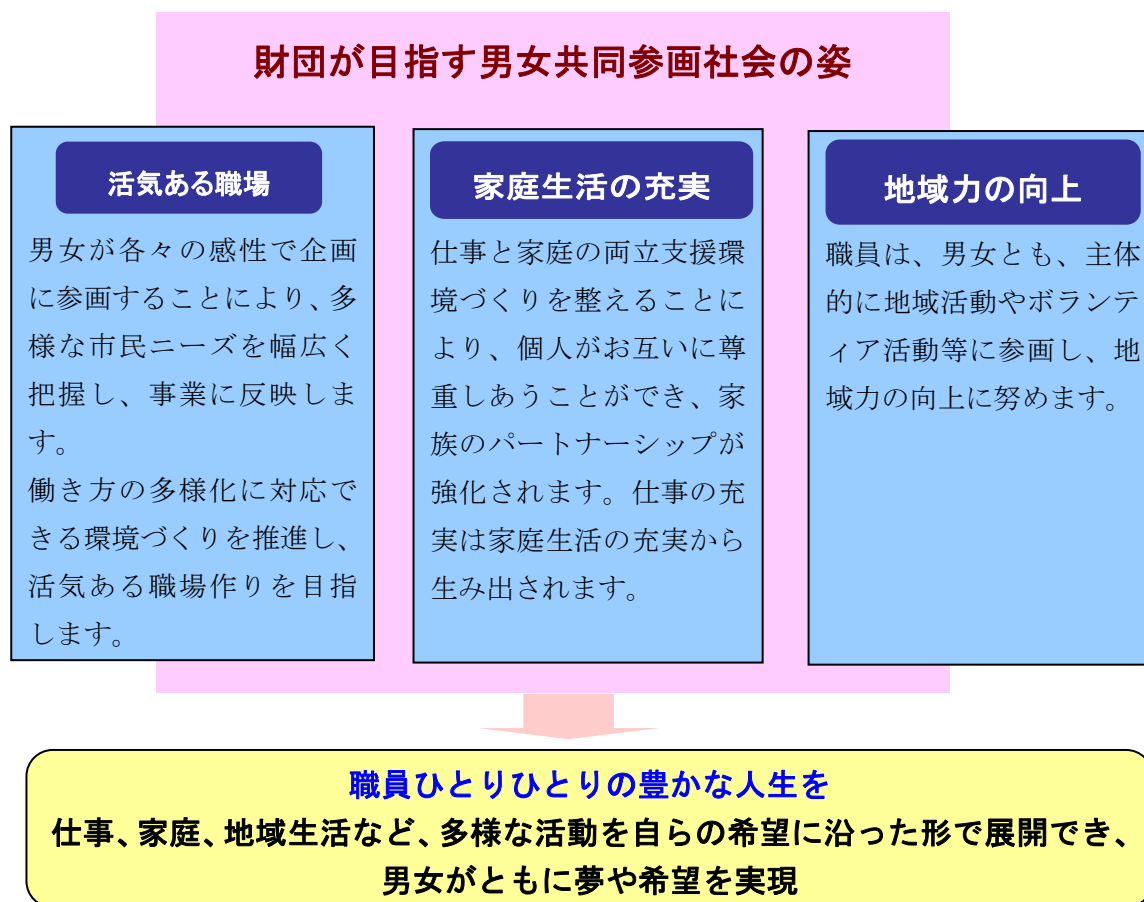 財団が目指す男女共同参画社会の姿
活気ある職場
男女が各々の感性で企画
に参画することにより、多
様な市民ニーズを幅広く
把握し、事業に反映しま
す。
働き方の多様化に対応で
きる環境づくりを推進し、
活気ある職場作りを目指
します。
家庭生活の充実
仕事と家庭の両立支援環
境づくりを整えることに
より、個人がお互いに尊
重しあうことができ、家
族のパートナーシップが
強化されます。仕事の充
実は家庭生活の充実から
生み出されます。
地域力の向上
職員は、男女とも、主体
的に地域活動やボランテ
ィア活動等に参画し、地
域力の向上に努めます。
職員ひとりひとりの豊かな人生を
仕事、家庭、地域生活など、多様な活動を自らの希望に沿った形で展開でき、
男女がともに夢や希望を実現